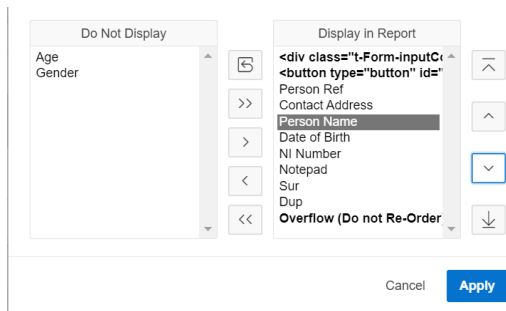 Do Not Display
Age
Gender
>>
>
<
<<
Display in Report
<div class="t-Form-inputCo
<button type="button" id="
Person Ref
Contact Address
Person Name
Date of Birth
NI Number
Notepad
Sur
Dup
Overflow (Do not Re-Order
Cancel
Apply